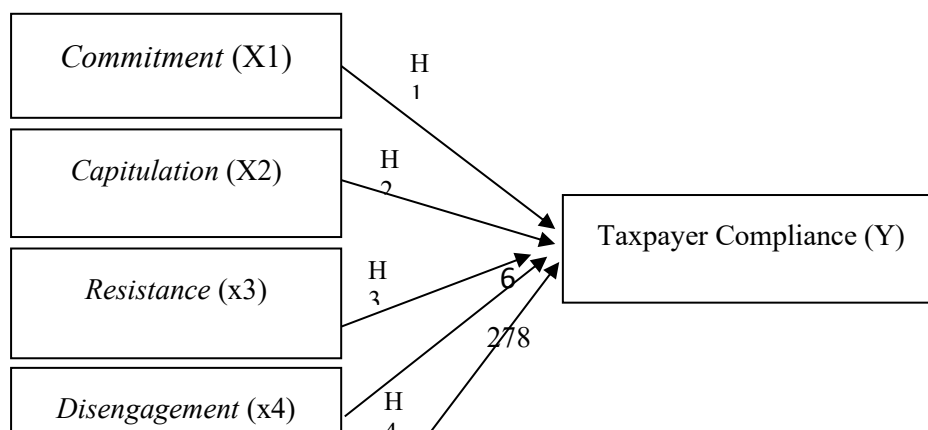 Commitment (X1)
H
1
Capitulation (X2)
H
2
Taxpayer Compliance (Y)
Resistance (x3)
H
3
6
278
Disengagement (x4)
H
4